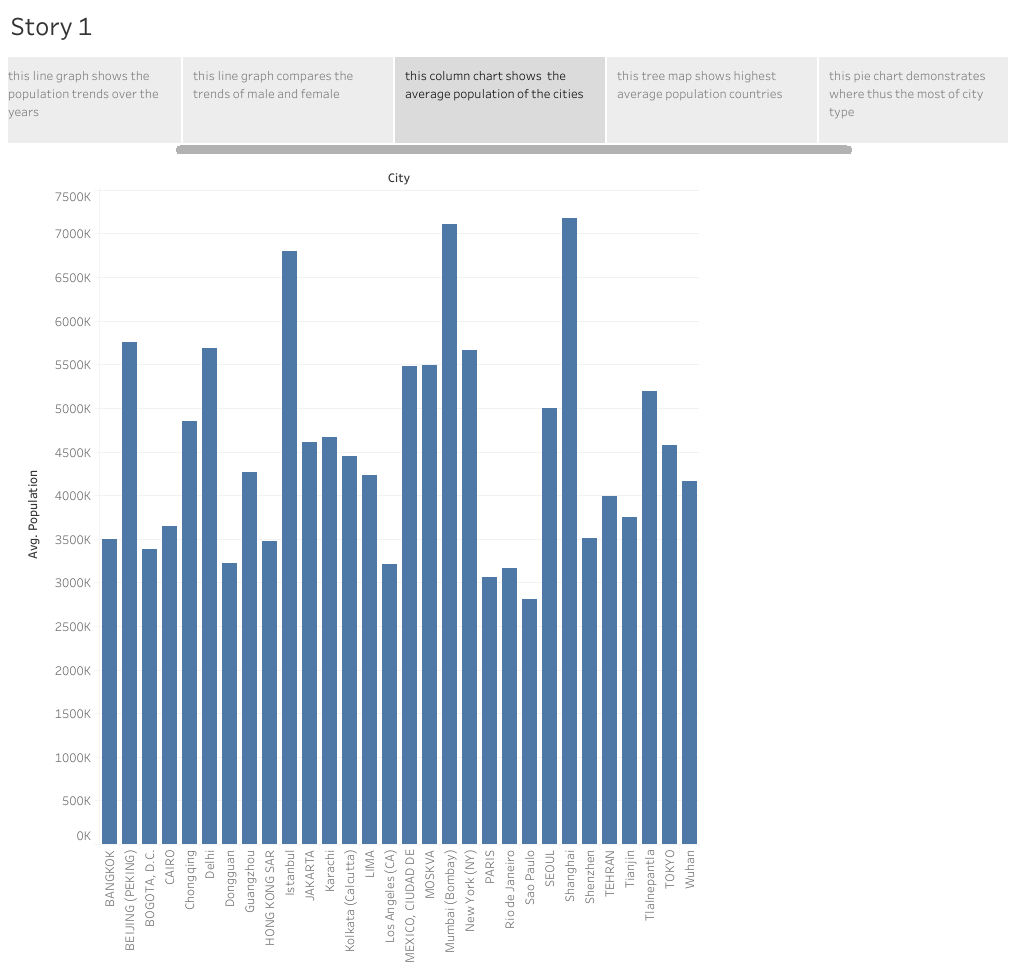 Story 1
this line graph shows the
population trends over the
years
this line graph compares the
trends of male and female
this column chart shows  the
average population of the cities
this tree map shows highest
average population countries
this pie chart demonstrates
where thus the most of city
type
City
7500K
7000K
6500K
6000K
5500K
5000K
4500K
4000K
3500K
3000K
2500K
2000K
1500K
1000K
500K
0K
Avg. Population
BANGKOK
BEIJING (PEKING)
BOGOTA, D.C.
CAIRO
Chongqing
Delhi
Dongguan
Guangzhou
HONG KONG SAR
Istanbul
JAKARTA
Karachi
Kolkata (Calcutta)
LIMA
Los Angeles (CA)
MEXICO, CIUDAD DE
MOSKVA
Mumbai (Bombay)
New York (NY)
PARIS
Rio de Janeiro
Sao Paulo
SEOUL
Shanghai
Shenzhen
TEHRAN
Tianjin
Tlalnepantla
TOKYO
Wuhan